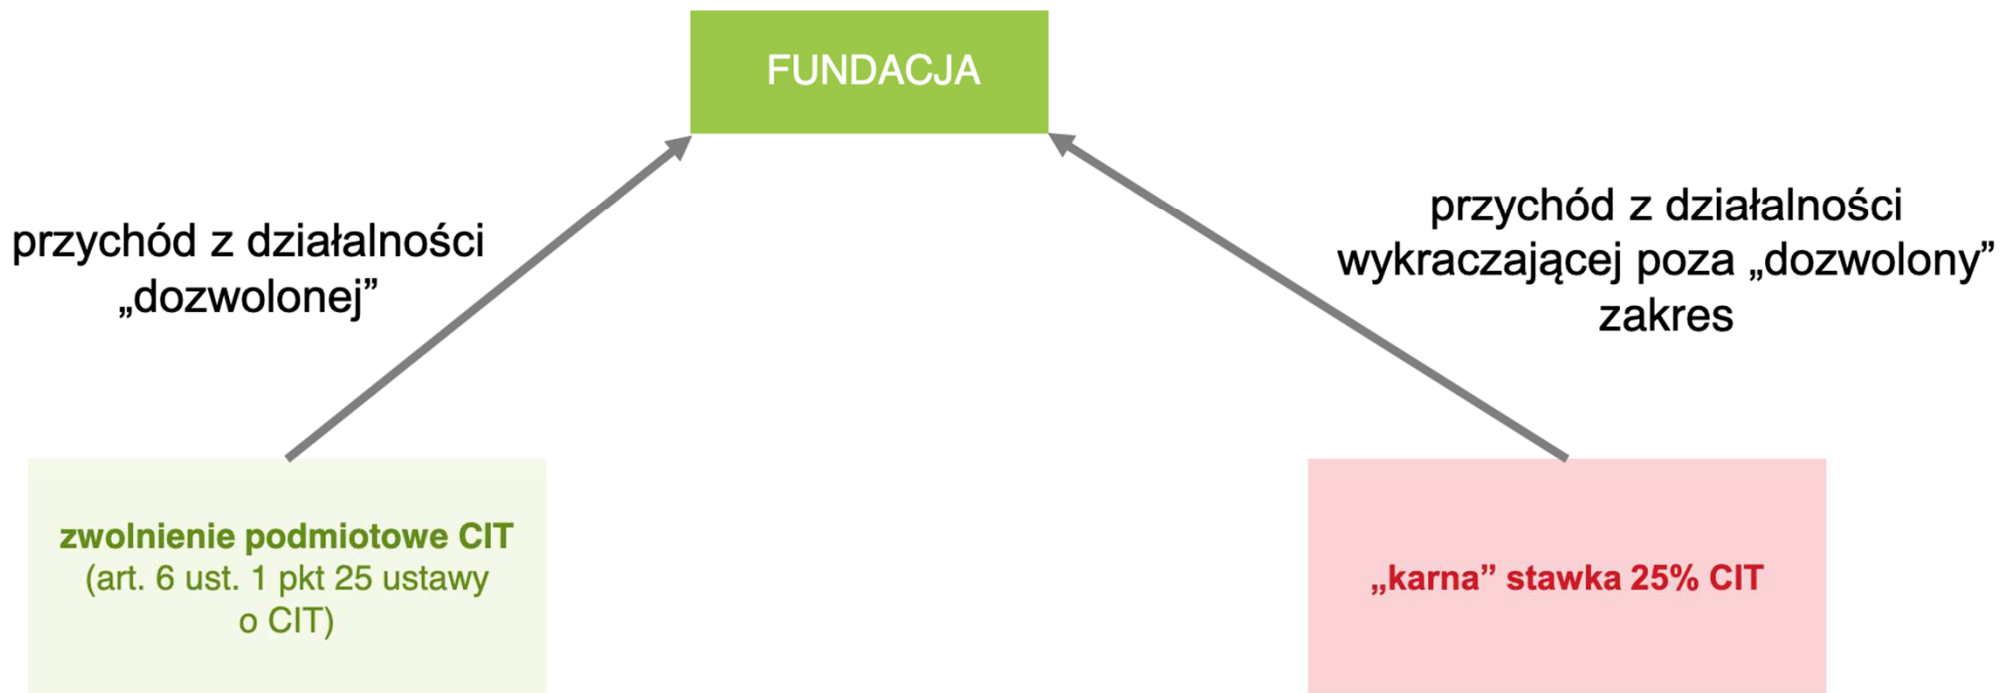 FUNDACJA
przychód z działalności
„dozwolonej”
przychód z działalności
wykraczającej poza „dozwolony”
zakres
zwolnienie podmiotowe CIT
(art. 6 ust. 1 pkt 25 ustawy
o CIT)
„karna” stawka 25% CIT